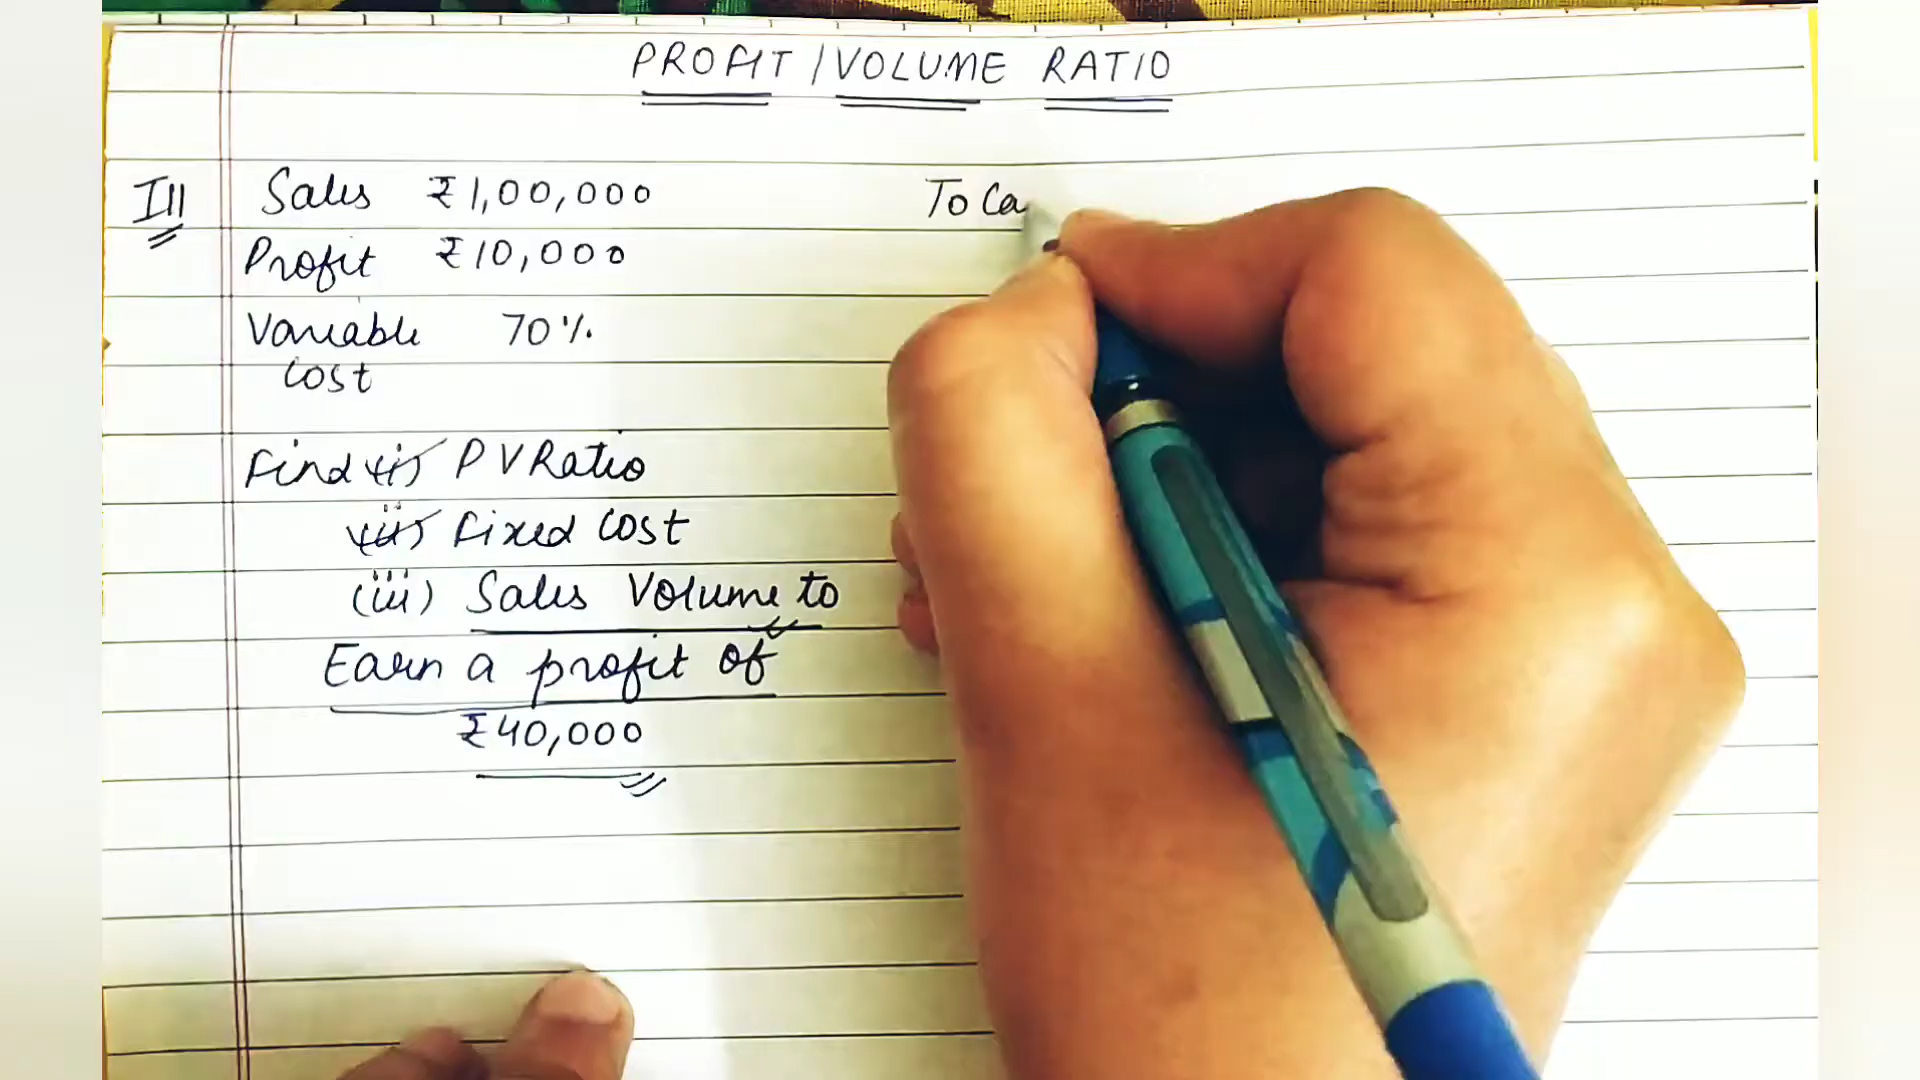 PROFIT / VOLUME RATIO
III Sales ₹1,00,000
Profit ₹10,000
Variable 70%
Cost
Find (i) PV Ratio
(ii) Fixed Cost
(iii) Sales Volume to
Earn a profit of
₹40,000
To Ca